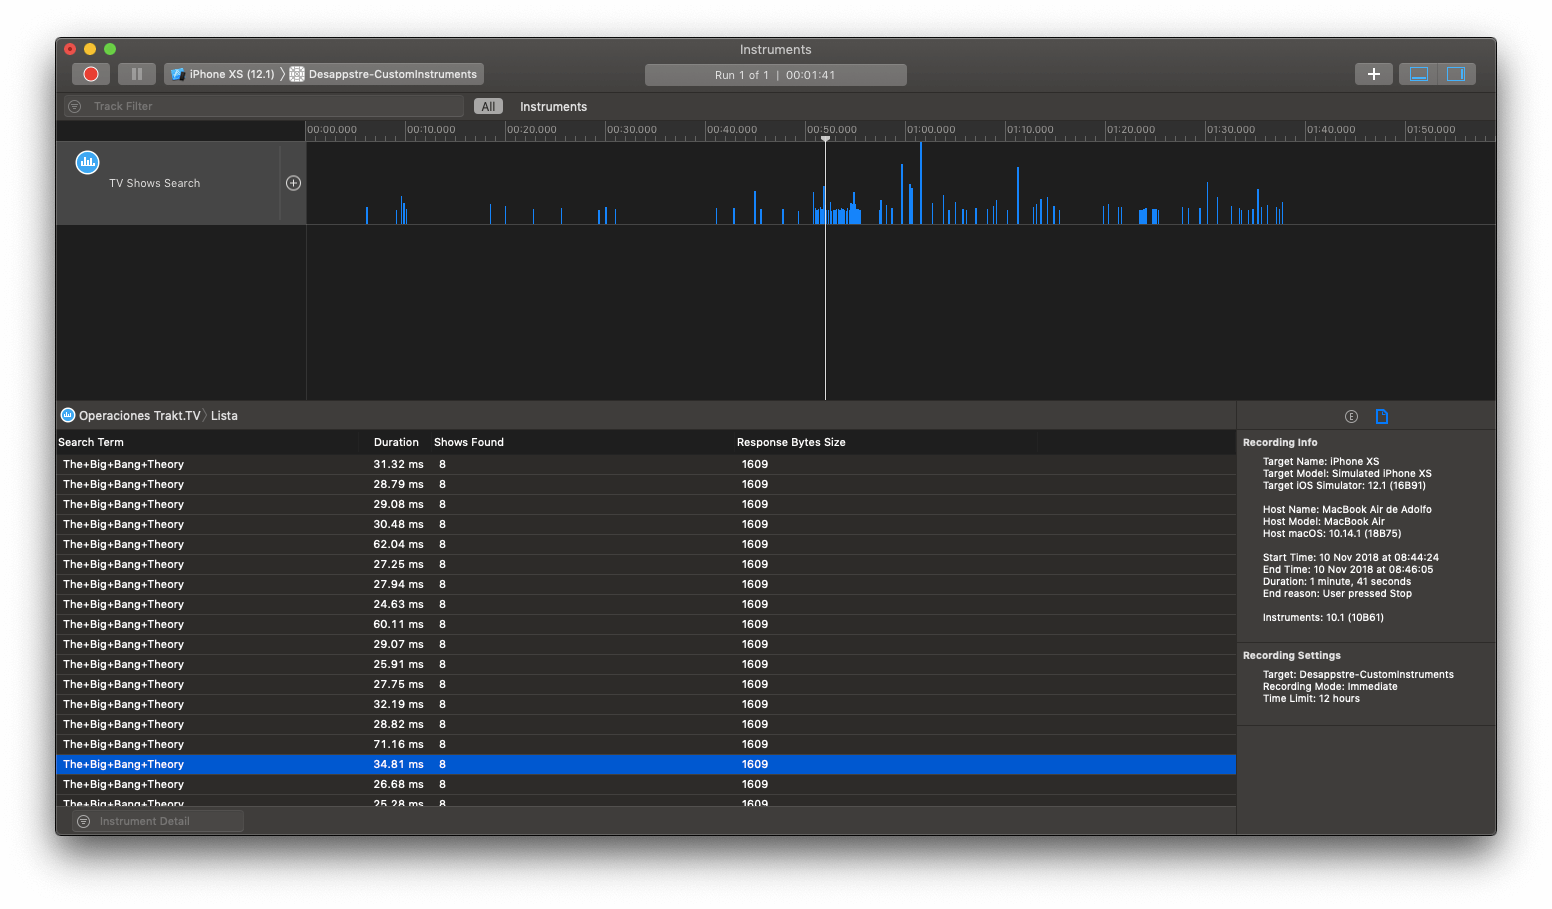 Instruments
iPhone XS (12.1) Desappstre-CustomInstruments
Run 1 of 1 | 00:01:41
Track Filter
All Instruments
00:00.000 00:10.000 00:20.000 00:30.000 00:40.000 00:50.000 01:00.000 01:10.000 01:20.000 01:30.000 01:40.000 01:50.000
TV Shows Search
Operaciones Trakt.TV Lista
Search Term Duration Shows Found Response Bytes Size
The+Big+Bang+Theory 31.32 ms 8 1609
The+Big+Bang+Theory 28.79 ms 8 1609
The+Big+Bang+Theory 29.08 ms 8 1609
The+Big+Bang+Theory 30.48 ms 8 1609
The+Big+Bang+Theory 62.04 ms 8 1609
The+Big+Bang+Theory 27.25 ms 8 1609
The+Big+Bang+Theory 27.94 ms 8 1609
The+Big+Bang+Theory 24.63 ms 8 1609
The+Big+Bang+Theory 60.11 ms 8 1609
The+Big+Bang+Theory 29.07 ms 8 1609
The+Big+Bang+Theory 25.91 ms 8 1609
The+Big+Bang+Theory 27.75 ms 8 1609
The+Big+Bang+Theory 32.19 ms 8 1609
The+Big+Bang+Theory 28.82 ms 8 1609
The+Big+Bang+Theory 71.16 ms 8 1609
The+Big+Bang+Theory 34.81 ms 8 1609
The+Big+Bang+Theory 26.68 ms 8 1609
The+Big+Bang+Theory 25.28 ms 8 1609
Instrument Detail
E
Recording Info
Target Name: iPhone XS
Target Model: Simulated iPhone XS
Target iOS Simulator: 12.1 (16B91)
Host Name: MacBook Air de Adolfo
Host Model: MacBook Air
Host macOS: 10.14.1 (18B75)
Start Time: 10 Nov 2018 at 08:44:24
End Time: 10 Nov 2018 at 08:46:05
Duration: 1 minute, 41 seconds
End reason: User pressed Stop
Instruments: 10.1 (10B61)
Recording Settings
Target: Desappstre-CustomInstruments
Recording Mode: Immediate
Time Limit: 12 hours